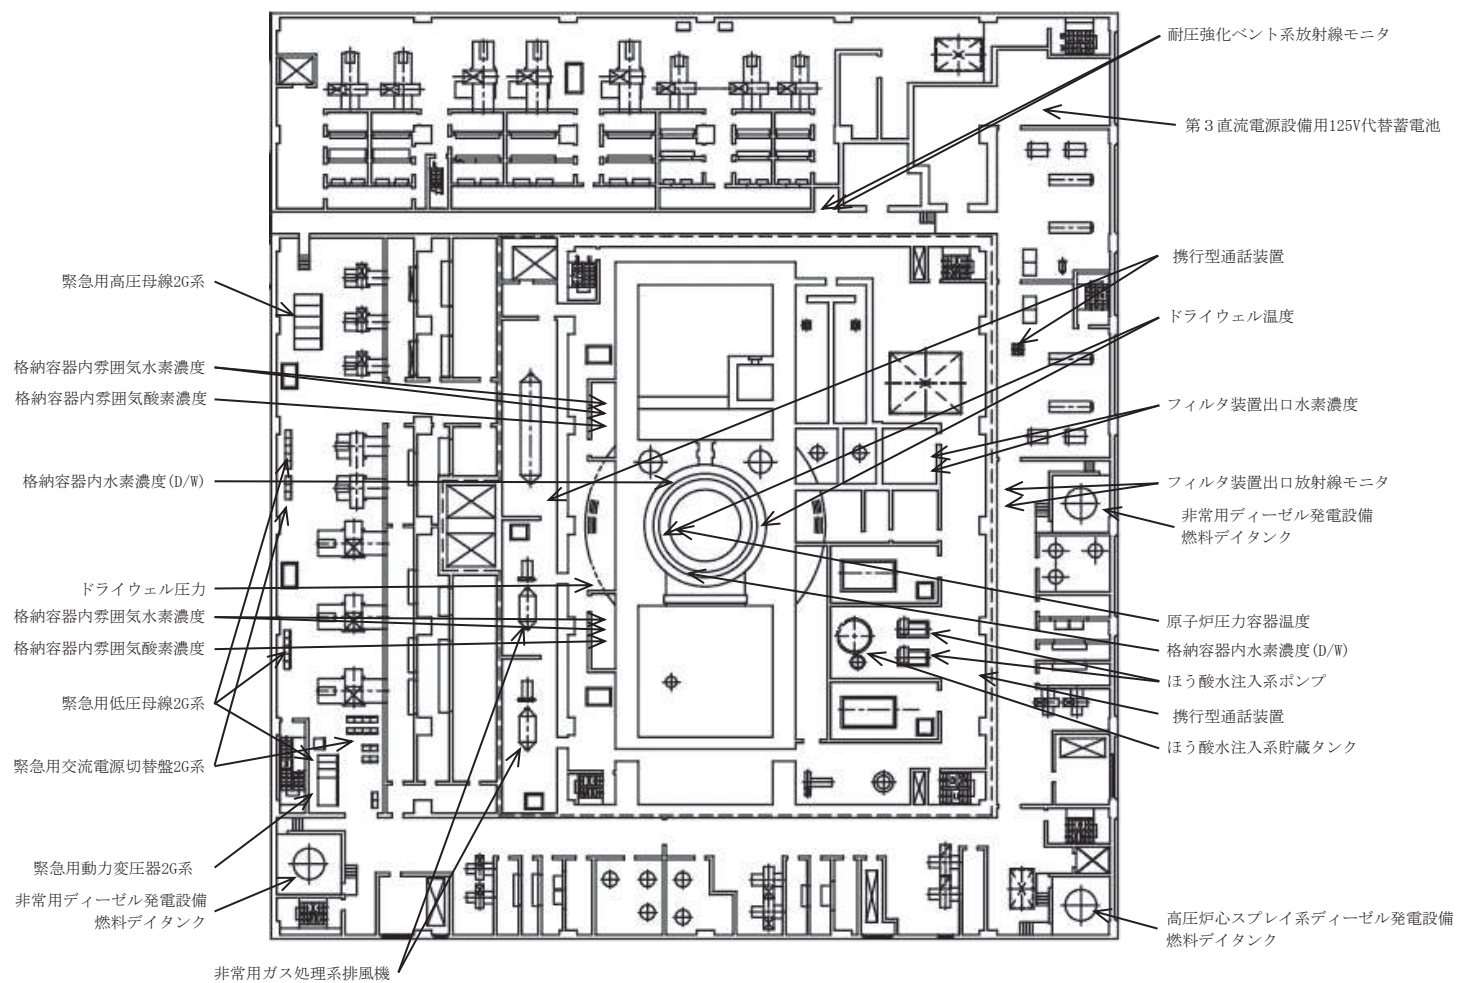 耐圧強化ベント系放射線モニタ
第３直流電源設備用125V代替蓄電池
携行型通話装置
ドライウェル温度
フィルタ装置出口水素濃度
フィルタ装置出口放射線モニタ
非常用ディーゼル発電設備
燃料デイタンク
原子炉圧力容器温度
格納容器内水素濃度(D/W)
ほう酸水注入系ポンプ
携行型通話装置
ほう酸水注入系貯蔵タンク
高圧炉心スプレイ系ディーゼル発電設備
燃料デイタンク
緊急用高圧母線2G系
格納容器内雰囲気水素濃度
格納容器内雰囲気酸素濃度
格納容器内水素濃度(D/W)
ドライウェル圧力
格納容器内雰囲気水素濃度
格納容器内雰囲気酸素濃度
緊急用低圧母線2G系
緊急用交流電源切替盤2G系
緊急用動力変圧器2G系
非常用ディーゼル発電設備
燃料デイタンク
非常用ガス処理系排風機